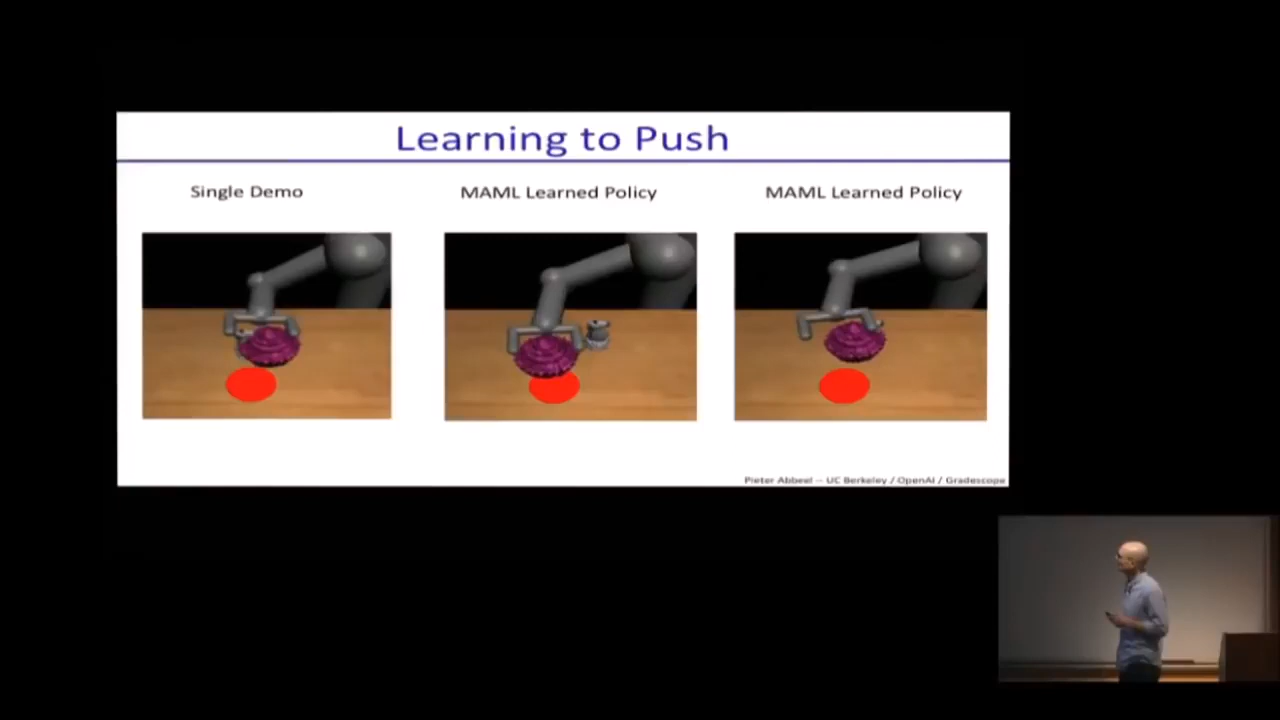 Learning to Push
Single Demo
MAML Learned Policy
MAML Learned Policy
Pieter Abbeel -- UC Berkeley / OpenAI / Gradescope